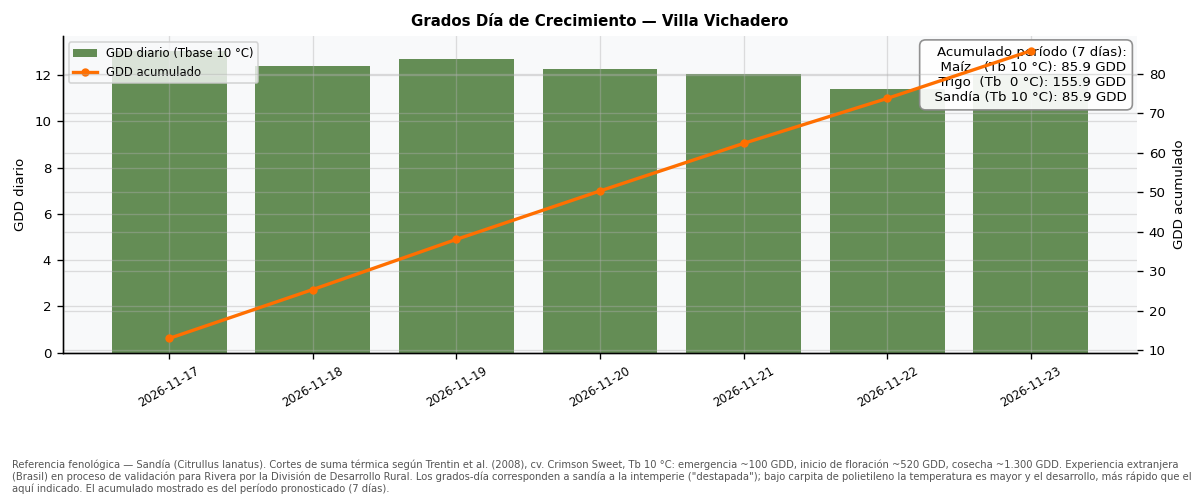 Grados Día de Crecimiento — Villa Vichadero
GDD diario (Tbase 10 °C)
GDD acumulado
Acumulado período (7 días):
Maíz (Tb 10 °C): 85.9 GDD
Trigo (Tb 0 °C): 155.9 GDD
Sandía (Tb 10 °C): 85.9 GDD
GDD diario
12
10
8
6
4
2
0
GDD acumulado
80
70
60
50
40
30
20
10
2026-11-17
2026-11-18
2026-11-19
2026-11-20
2026-11-21
2026-11-22
2026-11-23
Referencia fenológica — Sandía (Citrullus lanatus). Cortes de suma térmica según Trentin et al. (2008), cv. Crimson Sweet, Tb 10 °C: emergencia ~100 GDD, inicio de floración ~520 GDD, cosecha ~1.300 GDD. Experiencia extranjera
(Brasil) en proceso de validación para Rivera por la División de Desarrollo Rural. Los grados-día corresponden a sandía a la intemperie ("destapada"); bajo carpita de polietileno la temperatura es mayor y el desarrollo, más rápido que el
aquí indicado. El acumulado mostrado es del período pronosticado (7 días).